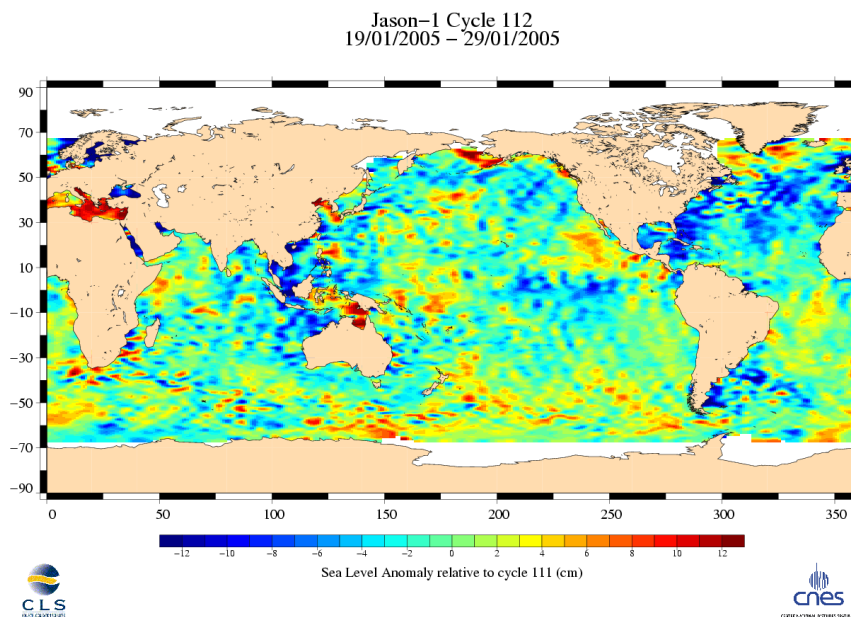 Jason-1 Cycle 112
19/01/2005 - 29/01/2005
90
70
50
30
10
-10
-30
-50
-70
-90
0 50 100 150 200 250 300 350
-12 -10 -8 -6 -4 -2 0 2 4 6 8 10 12
Sea Level Anomaly relative to cycle 111 (cm)
CLS
cnes